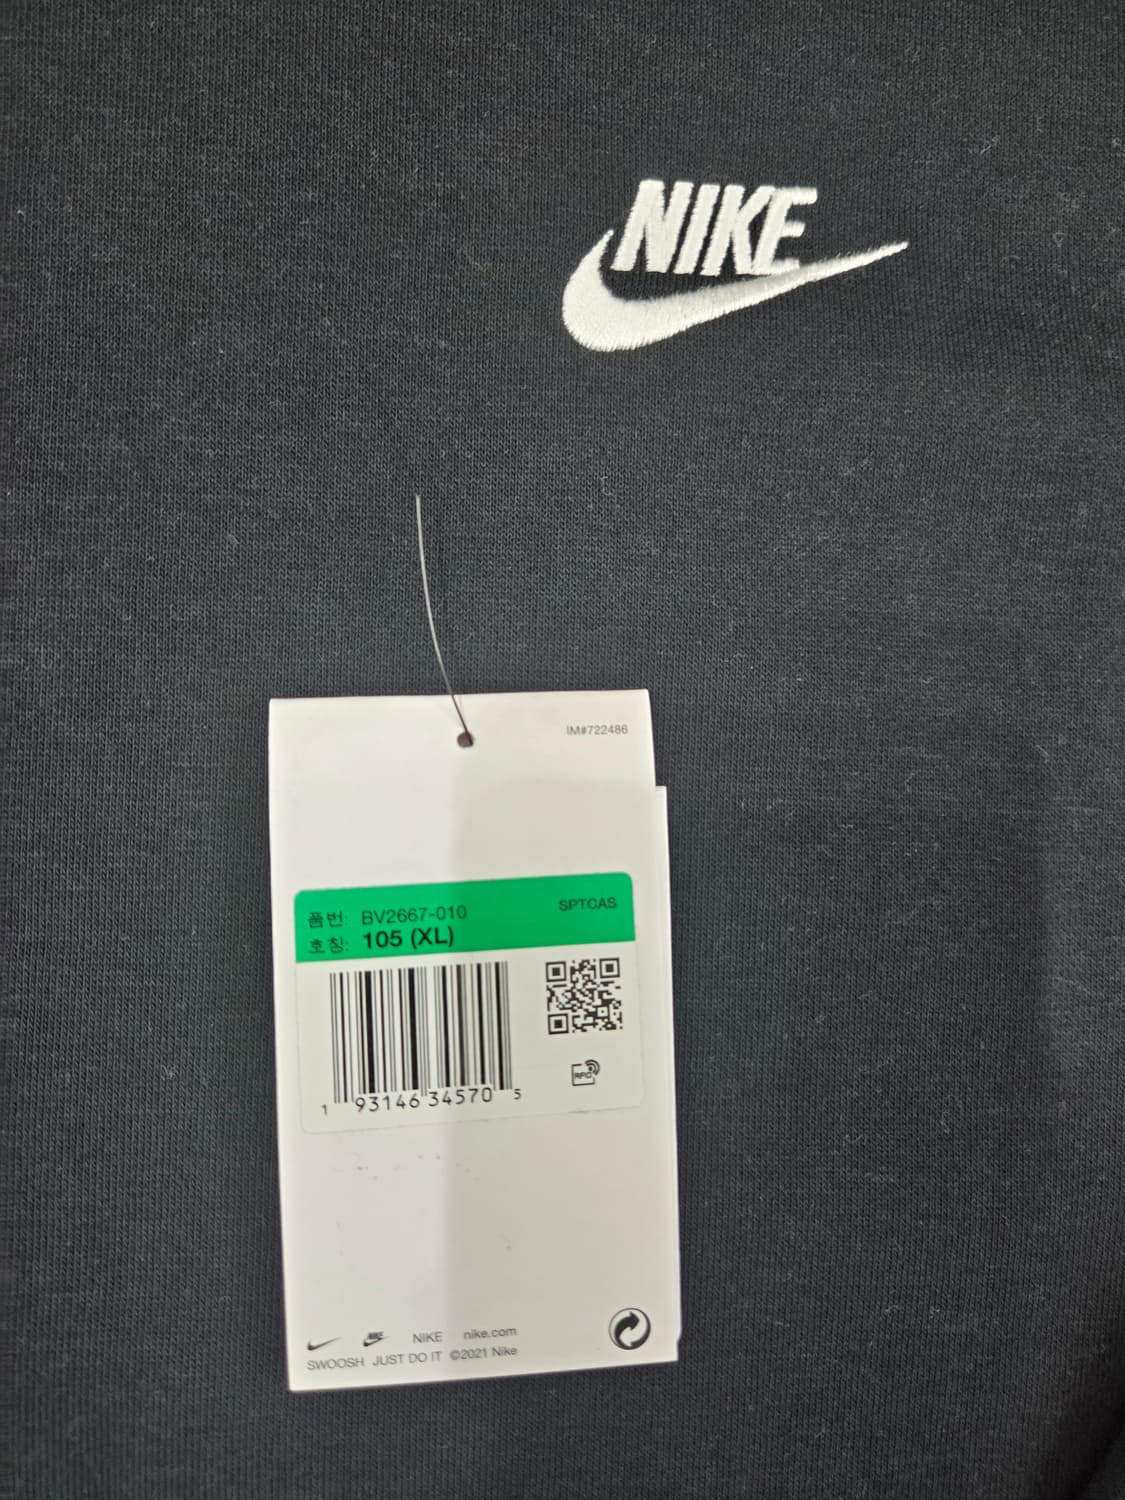 NIKE
IM#722486
품번: BV2667-010 SPTCAS
호칭: 105 (XL)
RFID
1 93146 34570 5
NIKE NIKE nike.com
SWOOSH JUST DO IT ©2021 Nike